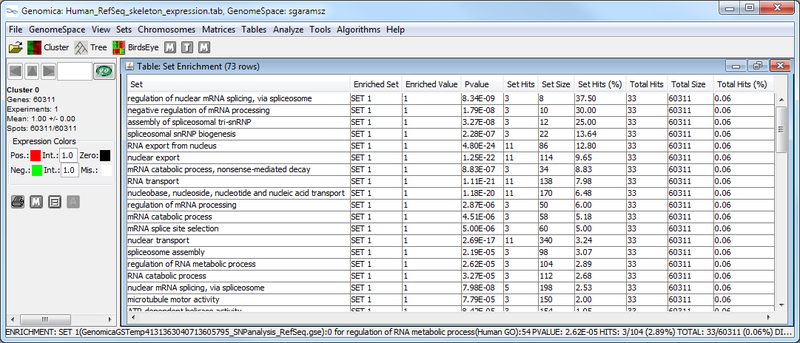 Genomica: Human_RefSeq_skeleton_expression.tab, GenomeSpace: sgaramsz
File GenomeSpace View Sets Chromosomes Matrices Tables Analyze Tools Algorithms Help
Cluster Tree BirdsEye M T M
Cluster 0
Genes: 60311
Experiments: 1
Mean: 1.00 +/- 0.00
Spots: 60311/60311
Expression Colors
Pos.: Int.: 1.0 Zero:
Neg.: Int.: 1.0 Mis.:
M A
Table: Set Enrichment (73 rows)
Set Enriched Set Enriched Value Pvalue Set Hits Set Size Set Hits (%) Total Hits Total Size Total Hits (%)
regulation of nuclear mRNA splicing, via spliceosome SET 1 1 8.34E-09 3 8 37.50 33 60311 0.06
negative regulation of mRNA processing SET 1 1 1.79E-08 3 10 30.00 33 60311 0.06
assembly of spliceosomal tri-snRNP SET 1 1 3.27E-08 3 12 25.00 33 60311 0.06
spliceosomal snRNP biogenesis SET 1 1 2.28E-07 3 22 13.64 33 60311 0.06
RNA export from nucleus SET 1 1 4.80E-24 11 86 12.80 33 60311 0.06
nuclear export SET 1 1 1.25E-22 11 114 9.65 33 60311 0.06
mRNA catabolic process, nonsense-mediated decay SET 1 1 8.83E-07 3 34 8.83 33 60311 0.06
RNA transport SET 1 1 1.11E-21 11 138 7.98 33 60311 0.06
nucleobase, nucleoside, nucleotide and nucleic acid transport SET 1 1 1.18E-20 11 170 6.48 33 60311 0.06
regulation of mRNA processing SET 1 1 2.87E-06 3 50 6.00 33 60311 0.06
mRNA catabolic process SET 1 1 4.51E-06 3 58 5.18 33 60311 0.06
mRNA splice site selection SET 1 1 5.00E-06 3 60 5.00 33 60311 0.06
nuclear transport SET 1 1 2.69E-17 11 340 3.24 33 60311 0.06
spliceosome assembly SET 1 1 2.19E-05 3 98 3.07 33 60311 0.06
regulation of RNA metabolic process SET 1 1 2.62E-05 3 104 2.89 33 60311 0.06
RNA catabolic process SET 1 1 3.27E-05 3 112 2.68 33 60311 0.06
nuclear mRNA splicing, via spliceosome SET 1 1 7.98E-08 5 198 2.53 33 60311 0.06
microtubule motor activity SET 1 1 7.79E-05 3 150 2.00 33 60311 0.06
ATP-dependent helicase activity SET 1 1 8.42E-05 3 154 1.95 33 60311 0.06
ENRICHMENT: SET 1(GenomicaGSTemp4131363040713605795_SNPanalysis_RefSeq.gse):0 for regulation of RNA metabolic process(Human GO):54 PVALUE: 2.62E-05 HITS: 3/104 (2.89%) TOTAL: 33/60311 (0.06%) DI...